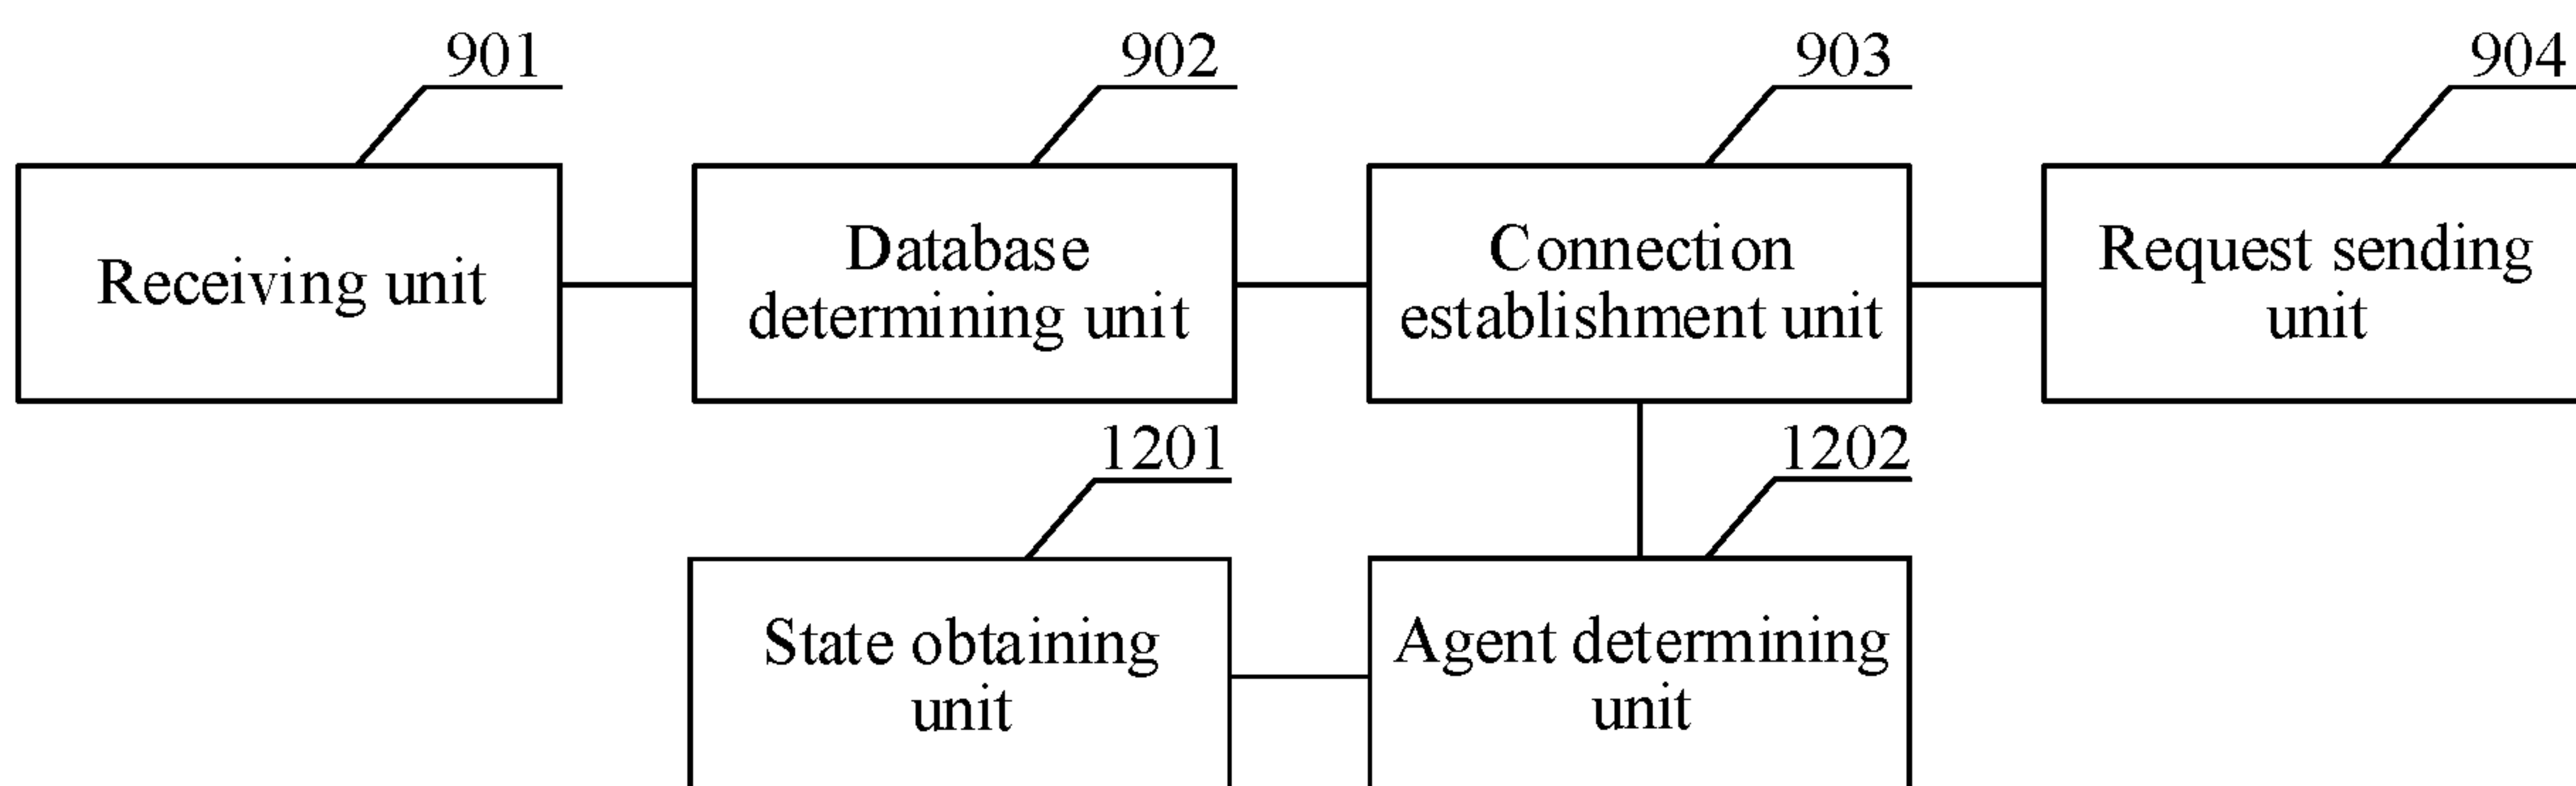 901
902
903
904
Receiving unit
Database
determining unit
Connection
establishment unit
Request sending
unit
1201
1202
State obtaining
unit
Agent determining
unit